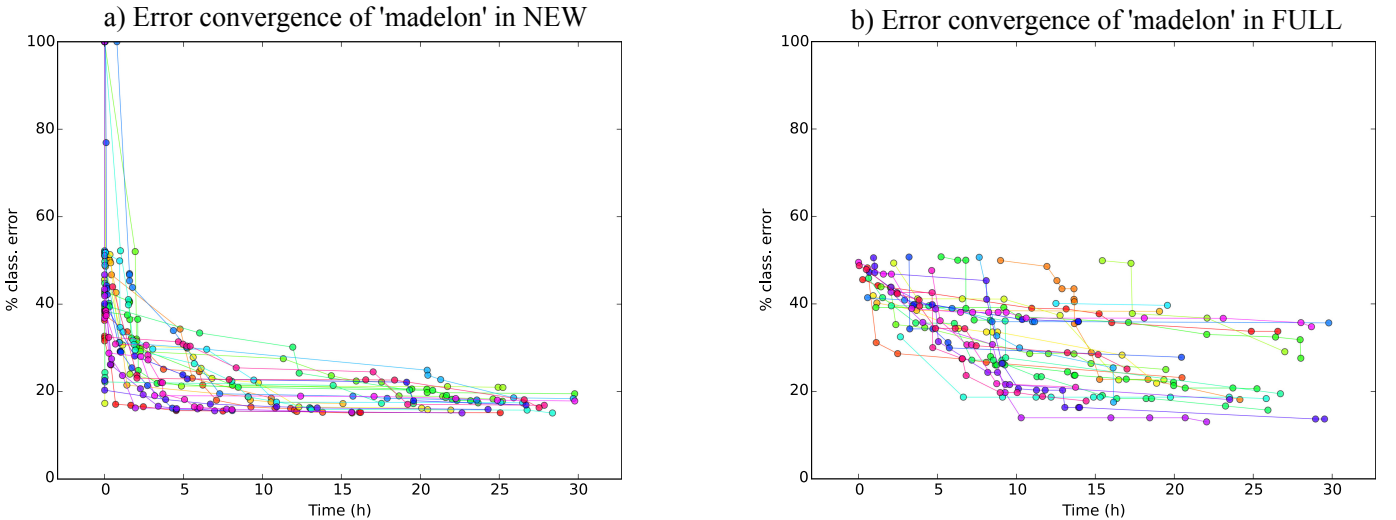 a) Error convergence of 'madelon' in NEW
100
80
60
40
20
0
% class. error
0 5 10 15 20 25 30
Time (h)
b) Error convergence of 'madelon' in FULL
100
80
60
40
20
0
% class. error
0 5 10 15 20 25 30
Time (h)